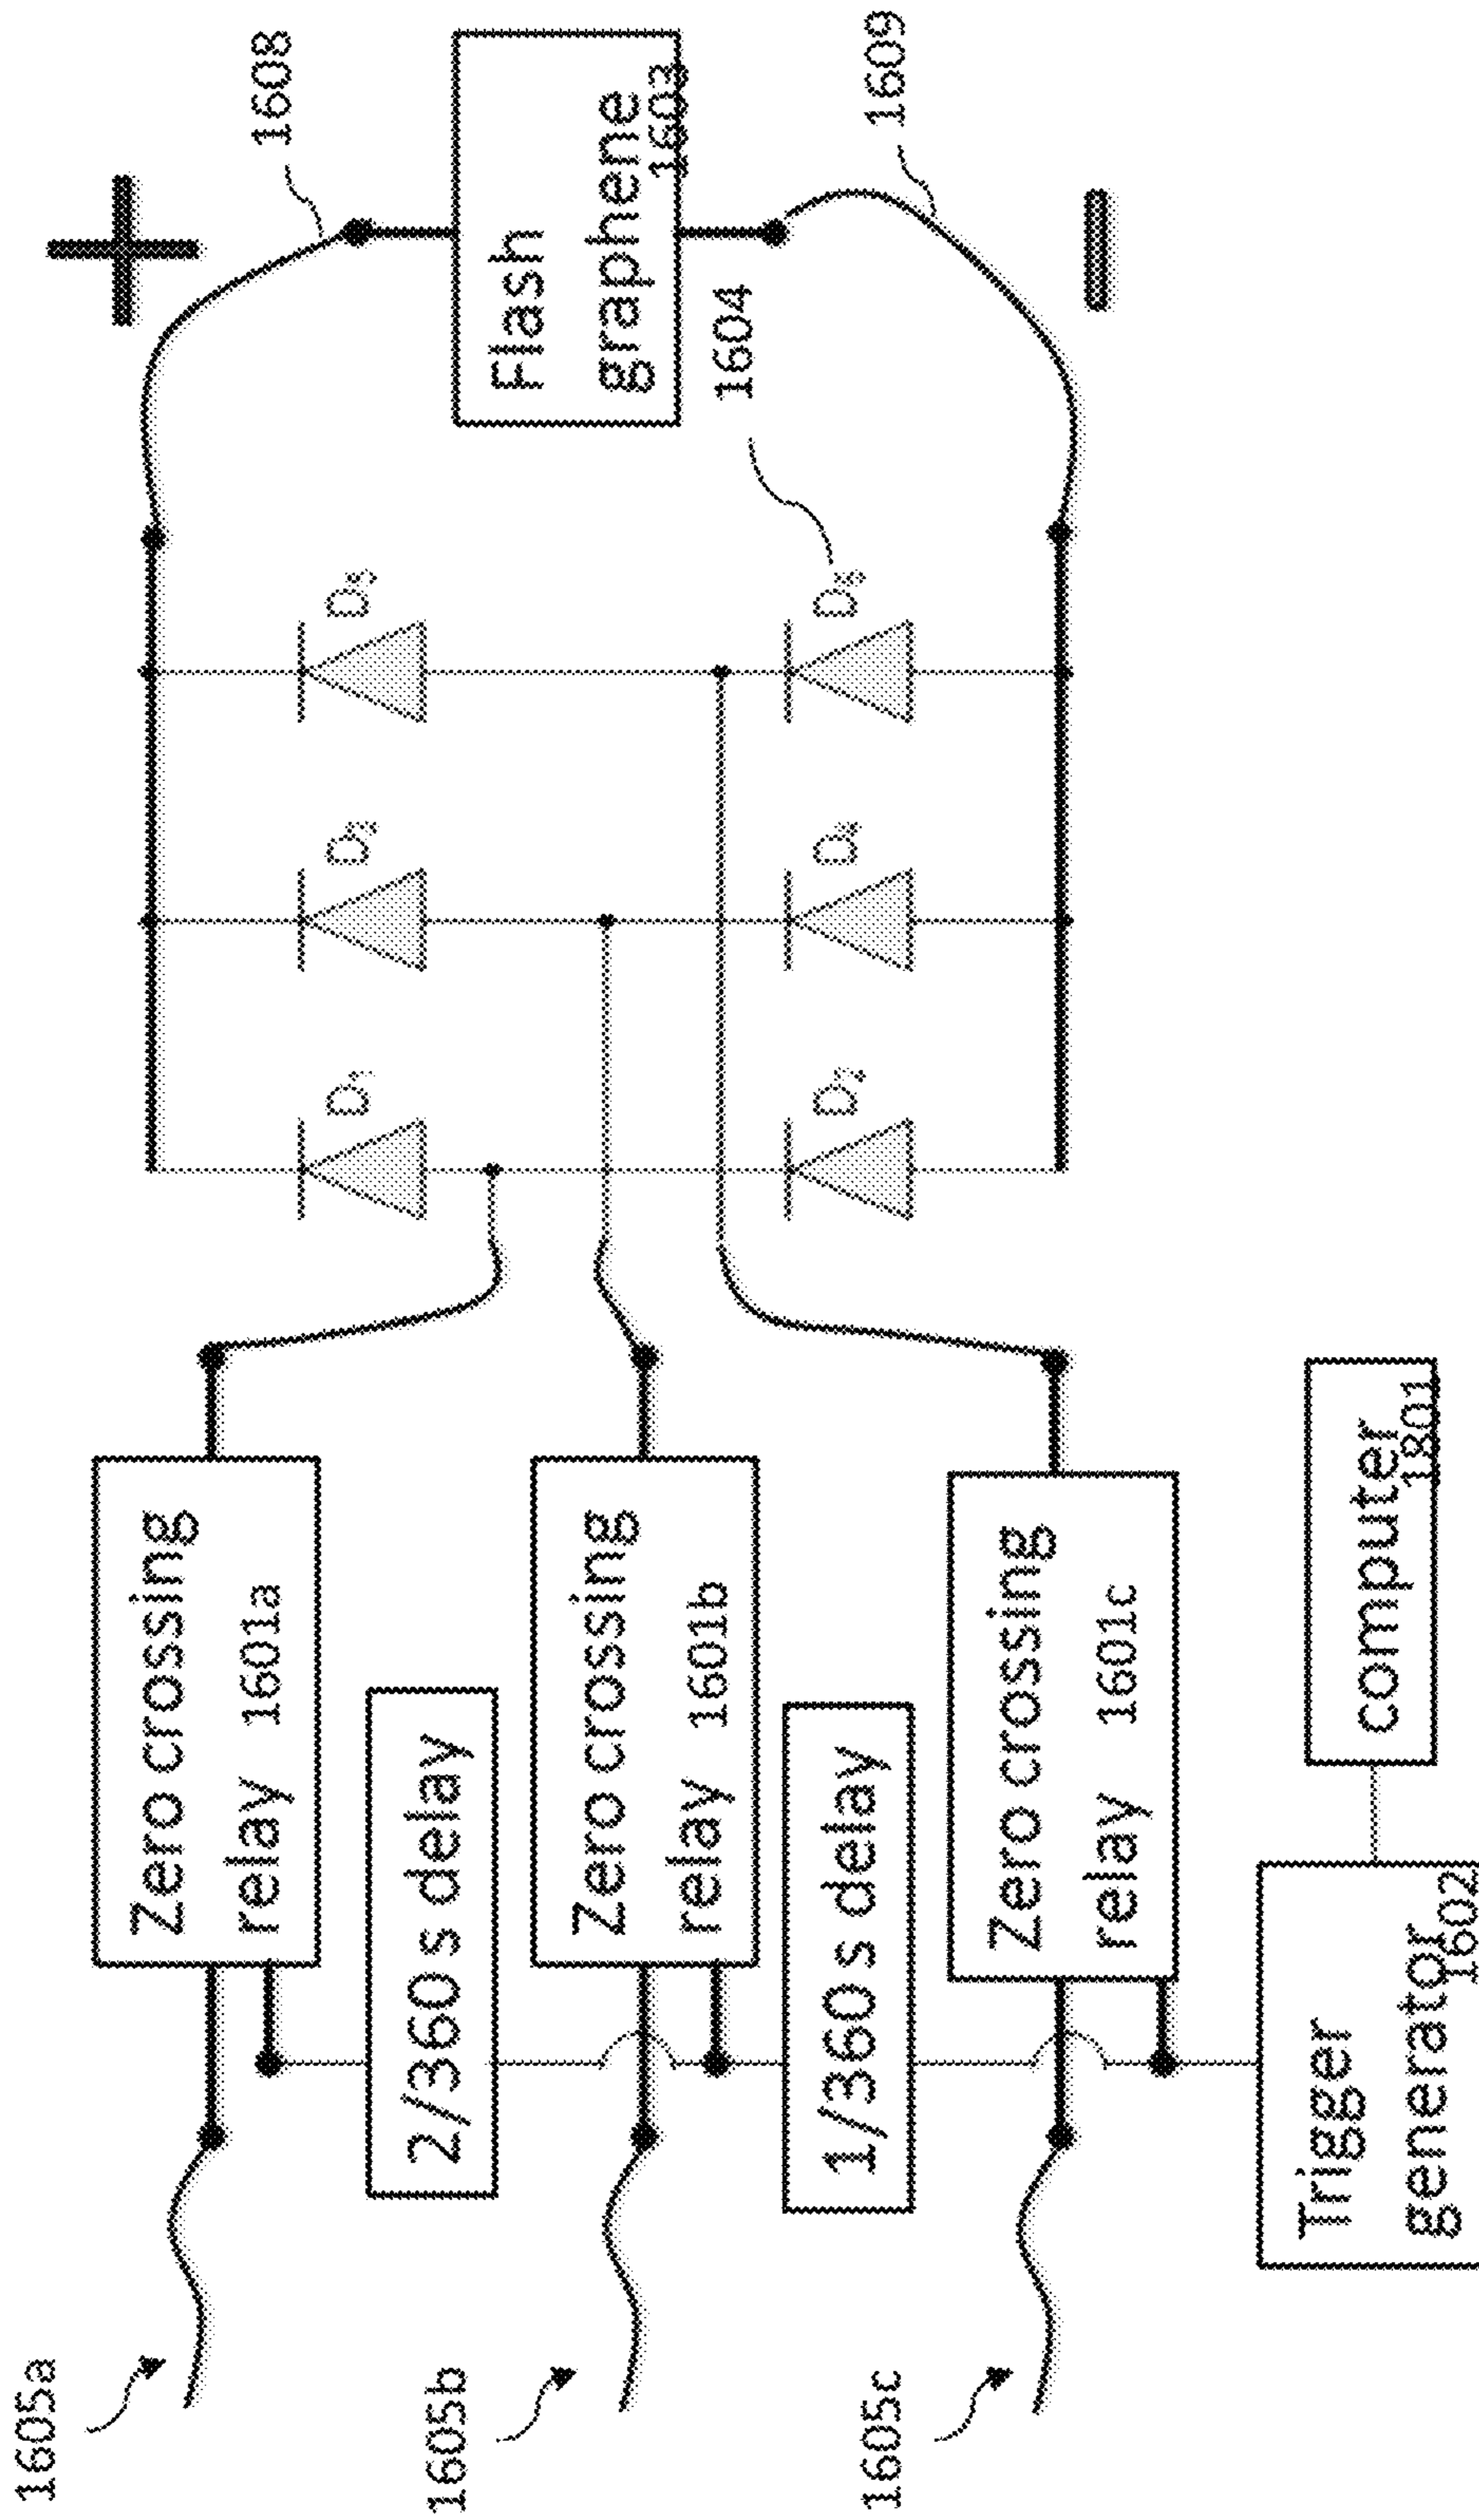 1605a
Zero crossing
relay 1601a
D₁
D₃
D₅
+
1608
2/360 s delay
1605b
Zero crossing
relay 1601b
Flash
graphene
1603
1/360 s delay
D₂
D₄
1604
1605c
Zero crossing
relay 1601c
−
1609
Trigger
generator
1602
computer
1801